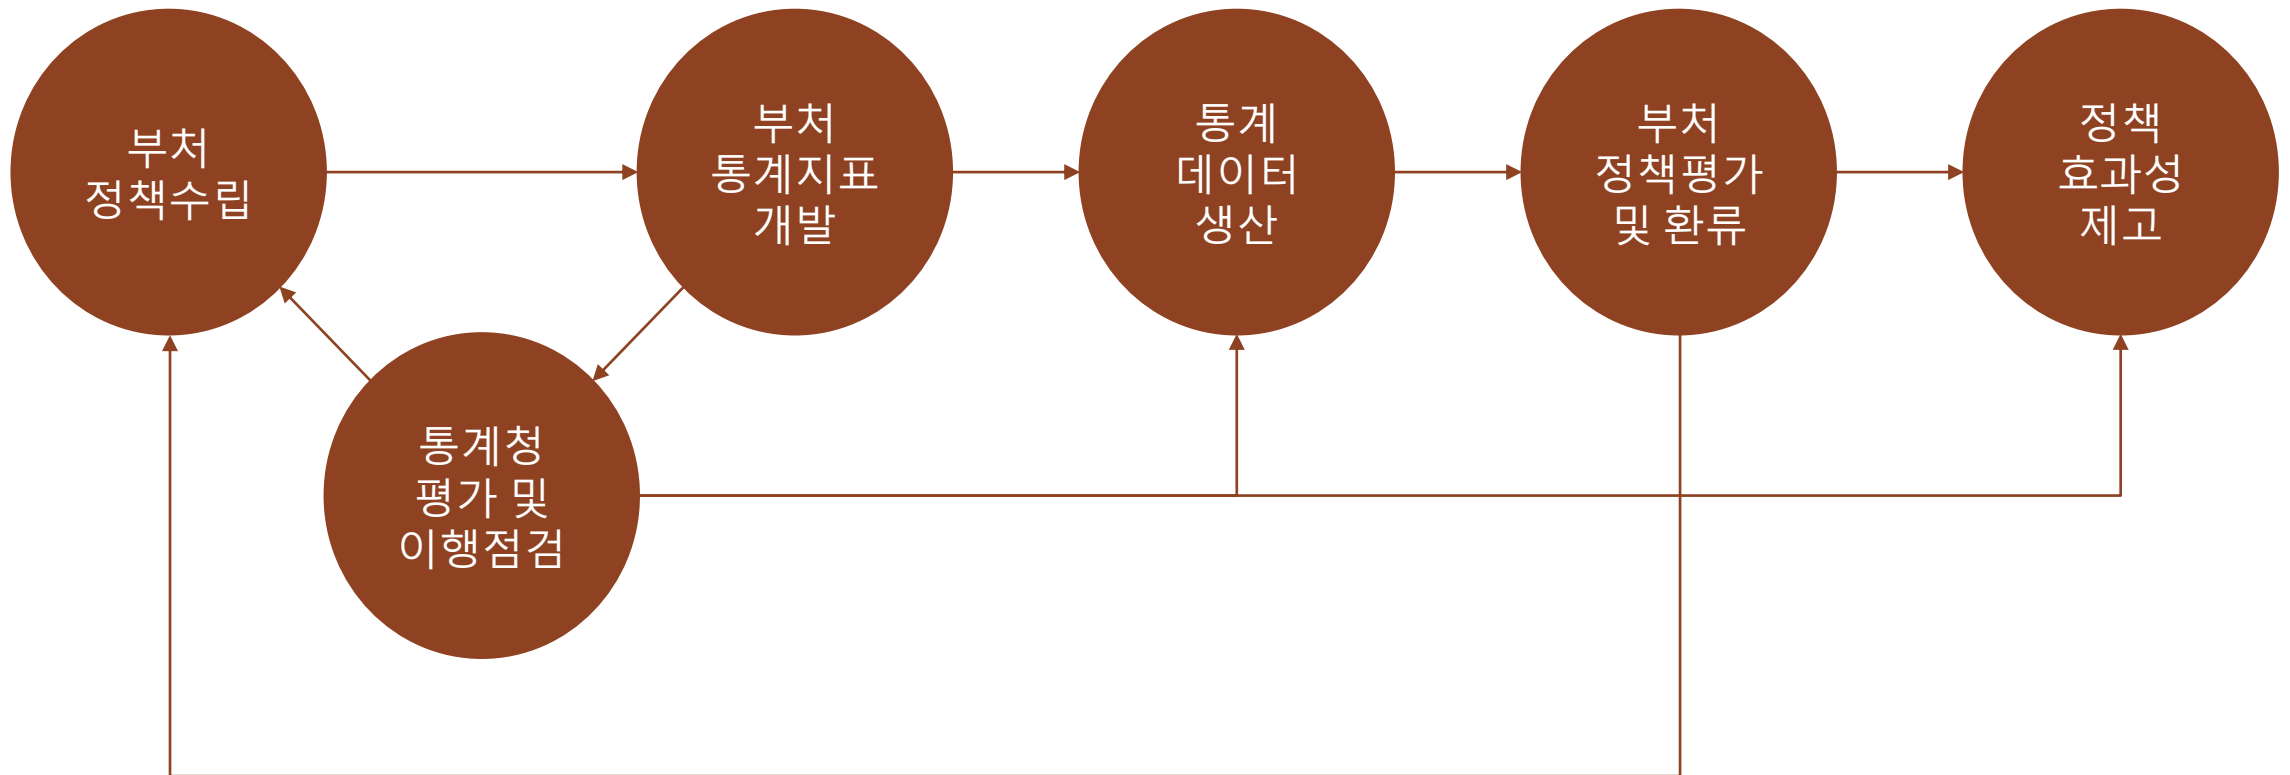 부처
정책수립
부처
통계지표
개발
통계
데이터
생산
부처
정책평가
및 환류
정책
효과성
제고
통계청
평가 및
이행점검